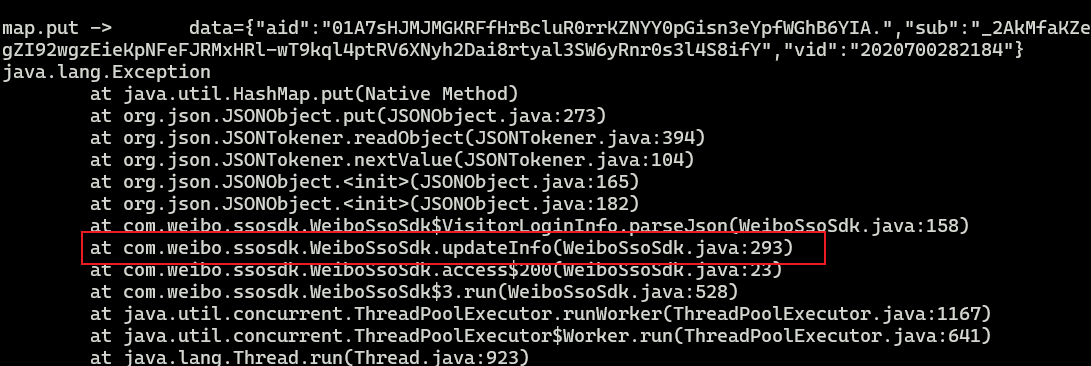 map.put ->       data={"aid":"01A7sHJMJMGKRFfHrBcluR0rrKZNYY0pGisn3eYpfWGhB6YIA.","sub":"_2AkMfaKZe
gZI92wgzEieKpNFeFJRMxHRl-wT9kql4ptRV6XNyh2Dai8rtyal3SW6yRnr0s3l4S8ifY","vid":"2020700282184"}
java.lang.Exception
at java.util.HashMap.put(Native Method)
at org.json.JSONObject.put(JSONObject.java:273)
at org.json.JSONTokener.readObject(JSONTokener.java:394)
at org.json.JSONTokener.nextValue(JSONTokener.java:104)
at org.json.JSONObject.<init>(JSONObject.java:165)
at org.json.JSONObject.<init>(JSONObject.java:182)
at com.weibo.ssosdk.WeiboSsoSdk$VisitorLoginInfo.parseJson(WeiboSsoSdk.java:158)
at com.weibo.ssosdk.WeiboSsoSdk.updateInfo(WeiboSsoSdk.java:293)
at com.weibo.ssosdk.WeiboSsoSdk.access$200(WeiboSsoSdk.java:23)
at com.weibo.ssosdk.WeiboSsoSdk$3.run(WeiboSsoSdk.java:528)
at java.util.concurrent.ThreadPoolExecutor.runWorker(ThreadPoolExecutor.java:1167)
at java.util.concurrent.ThreadPoolExecutor$Worker.run(ThreadPoolExecutor.java:641)
at java.lang.Thread.run(Thread.java:923)